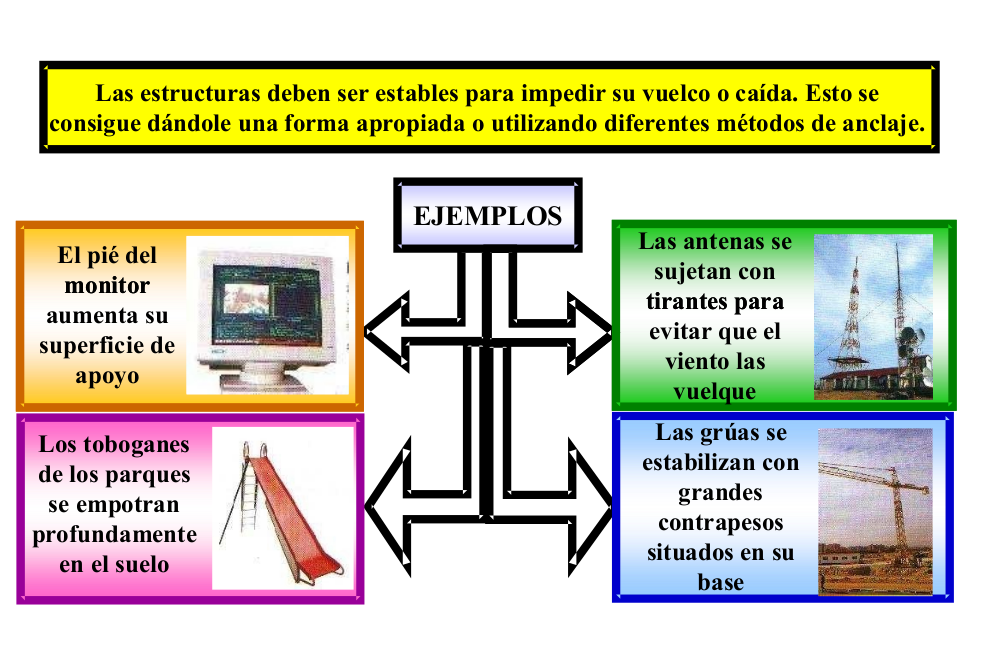 Las estructuras deben ser estables para impedir su vuelco o caída. Esto se
consigue dándole una forma apropiada o utilizando diferentes métodos de anclaje.
EJEMPLOS
El pié del
monitor
aumenta su
superficie de
apoyo
Las antenas se
sujetan con
tirantes para
evitar que el
viento las
vuelque
Los toboganes
de los parques
se empotran
profundamente
en el suelo
Las grúas se
estabilizan con
grandes
contrapesos
situados en su
base